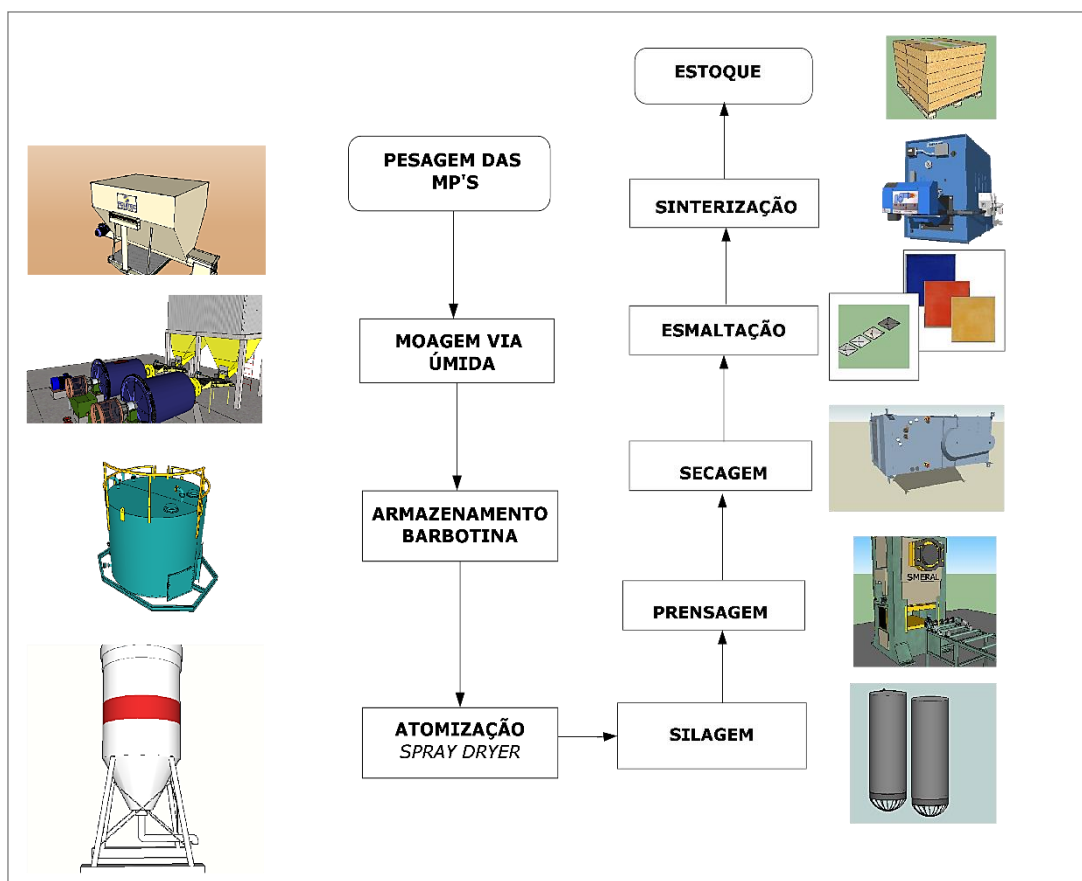 PESAGEM DAS
MP'S
MOAGEM VIA
ÚMIDA
ARMAZENAMENTO
BARBOTINA
ATOMIZAÇÃO
SPRAY DRYER
SILAGEM
PRENSAGEM
SECAGEM
ESMALTAÇÃO
SINTERIZAÇÃO
ESTOQUE
SMERAL